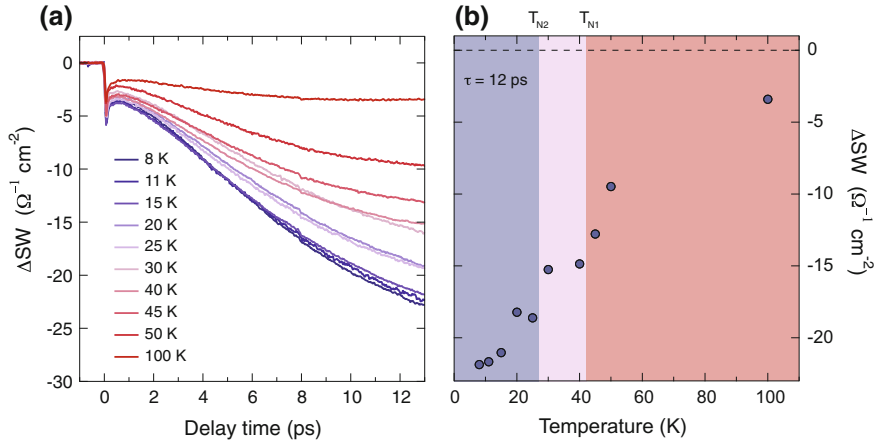 (a)
ΔSW (Ω⁻¹ cm⁻²)
0
-5
-10
-15
-20
-25
-30
8 K
11 K
15 K
20 K
25 K
30 K
40 K
45 K
50 K
100 K
0
2
4
6
8
10
12
Delay time (ps)
(b)
T_N2
T_N1
τ = 12 ps
0
-5
-10
-15
-20
ΔSW (Ω⁻¹ cm⁻²)
0
20
40
60
80
100
Temperature (K)